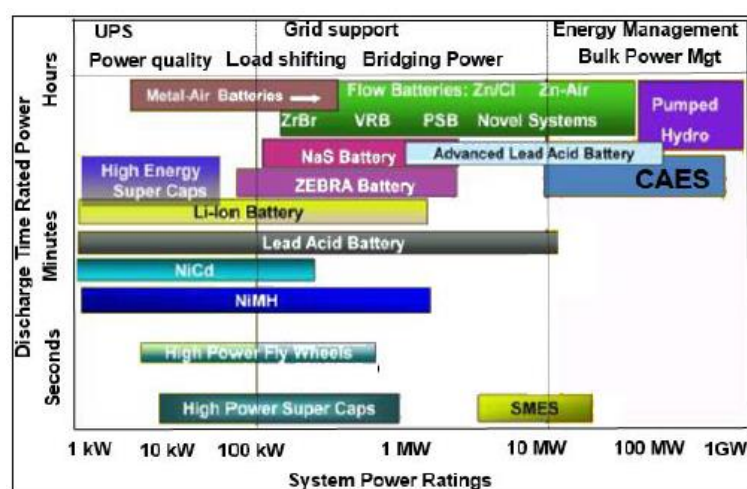 UPS Grid support Energy Management
Power quality Load shifting Bridging Power Bulk Power Mgt
Discharge Time Rated Power
Hours
Minutes
Seconds
Metal-Air Batteries
Flow Batteries: Zn/Cl Zn-Air
ZrBr VRB PSB Novel Systems
Pumped
Hydro
NaS Battery
Advanced Lead Acid Battery
High Energy
Super Caps
ZEBRA Battery
CAES
Li-Ion Battery
Lead Acid Battery
NiCd
NiMH
High Power Fly Wheels
High Power Super Caps
SMES
1 kW 10 kW 100 kW 1 MW 10 MW 100 MW 1GW
System Power Ratings